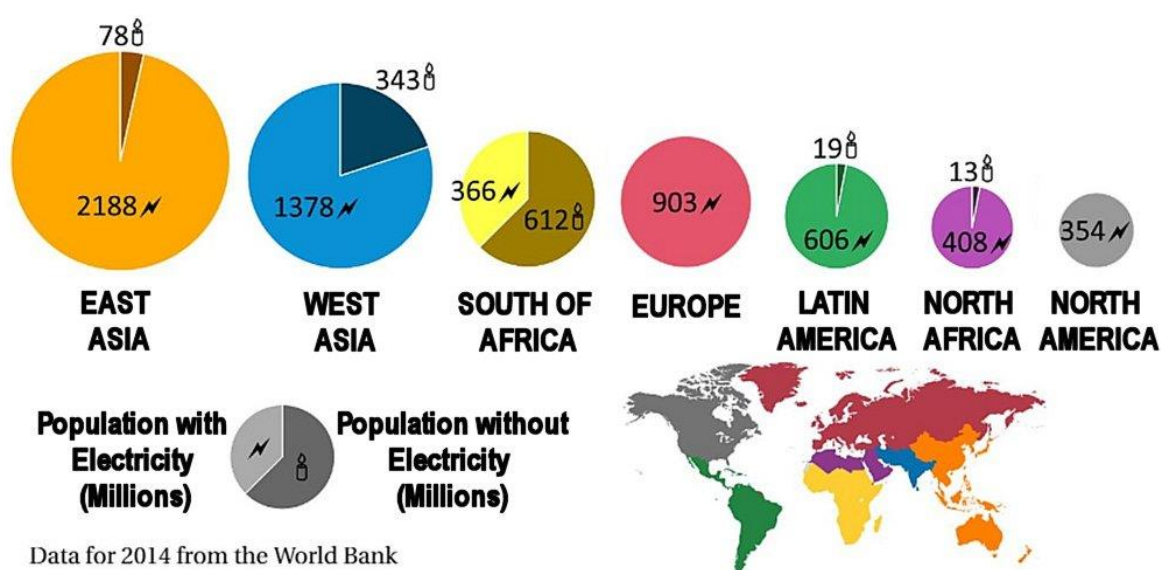 78
343
2188
1378
366
612
903
19
606
13
408
354
EAST
ASIA
WEST
ASIA
SOUTH OF
AFRICA
EUROPE
LATIN
AMERICA
NORTH
AFRICA
NORTH
AMERICA
Population with
Electricity
(Millions)
Population without
Electricity
(Millions)
Data for 2014 from the World Bank